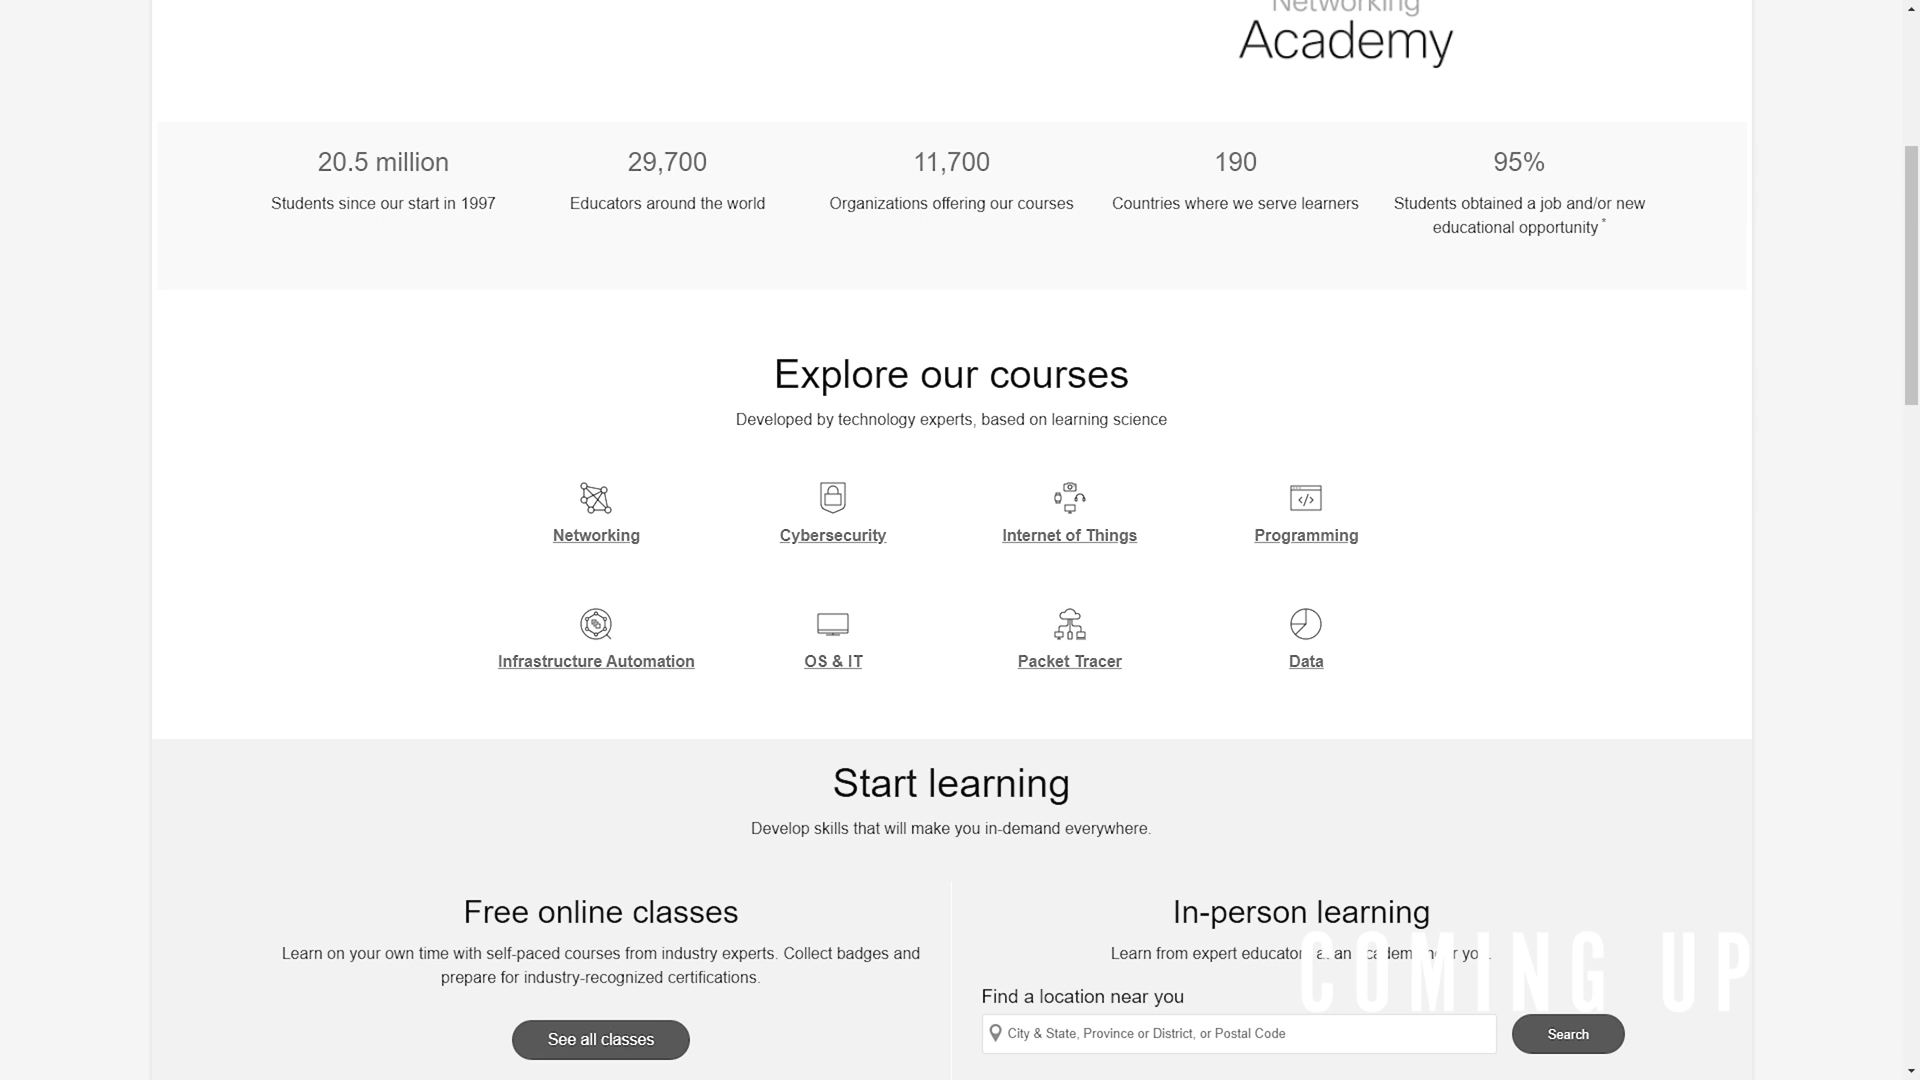 Networking
Academy
20.5 million
Students since our start in 1997
29,700
Educators around the world
11,700
Organizations offering our courses
190
Countries where we serve learners
95%
Students obtained a job and/or new
educational opportunity *
Explore our courses
Developed by technology experts, based on learning science
Networking
Cybersecurity
Internet of Things
Programming
Infrastructure Automation
OS & IT
Packet Tracer
Data
Start learning
Develop skills that will make you in-demand everywhere.
Free online classes
Learn on your own time with self-paced courses from industry experts. Collect badges and
prepare for industry-recognized certifications.
See all classes
In-person learning
Learn from expert educators at an academy near you.
Find a location near you
City & State, Province or District, or Postal Code
Search
COMING UP